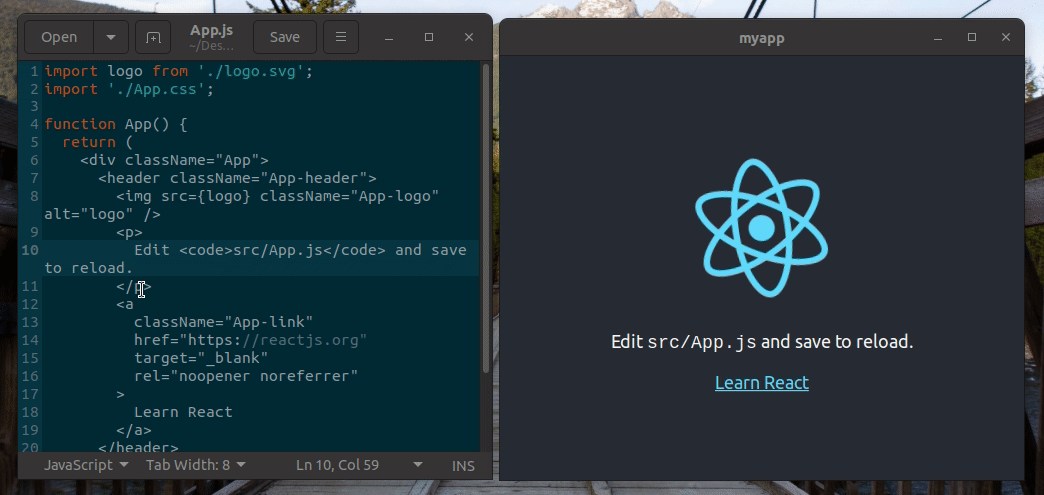 Open
App.js
~/Des...
Save
1 import logo from './logo.svg';
2 import './App.css';
3
4 function App() {
5 return (
6 <div className="App">
7 <header className="App-header">
8 <img src={logo} className="App-logo"
alt="logo" />
9 <p>
10 Edit <code>src/App.js</code> and save
to reload.
11 </p>
12 <a
13 className="App-link"
14 href="https://reactjs.org"
15 target="_blank"
16 rel="noopener noreferrer"
17 >
18 Learn React
19 </a>
20 </header>
JavaScript
Tab Width: 8
Ln 10, Col 59
INS
myapp
Edit src/App.js and save to reload.
Learn React